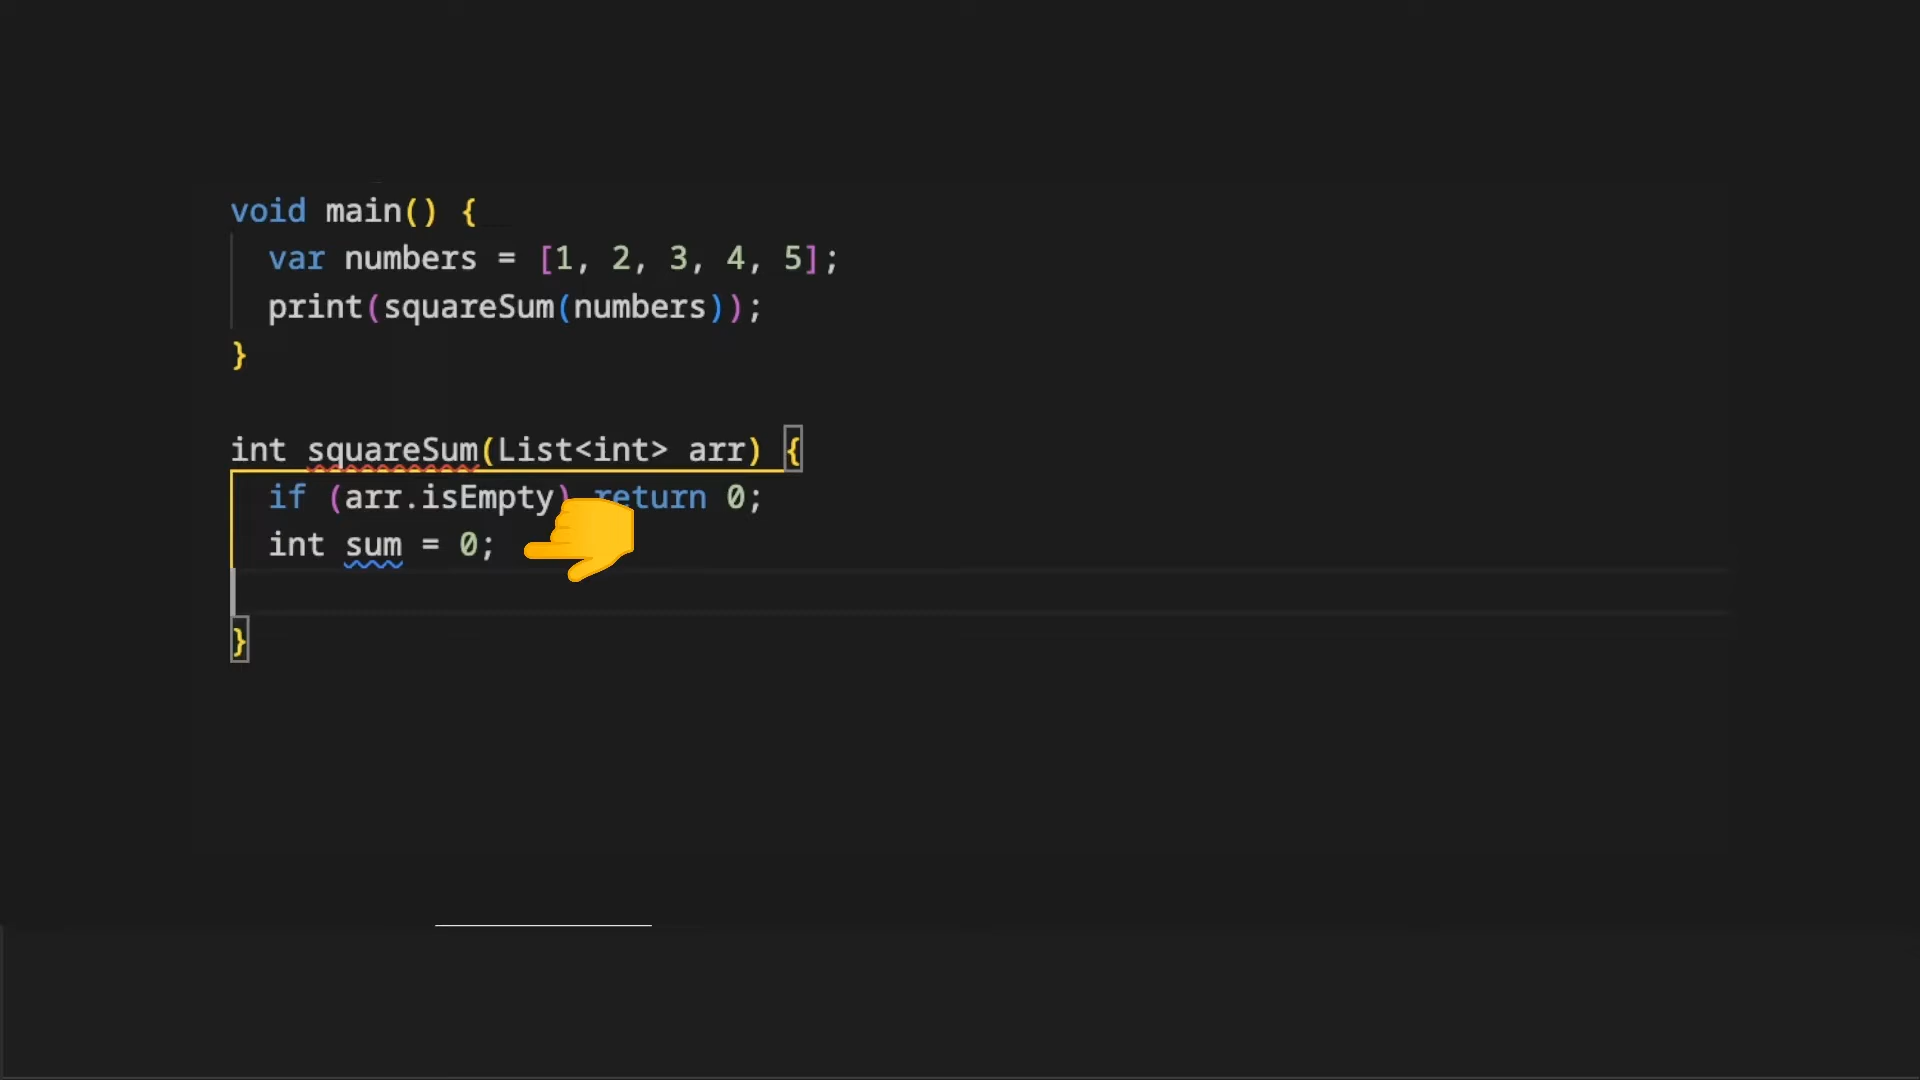 void main() {
  var numbers = [1, 2, 3, 4, 5];
  print(squareSum(numbers));
}

int squareSum(List<int> arr) {
  if (arr.isEmpty) return 0;
  int sum = 0;

}